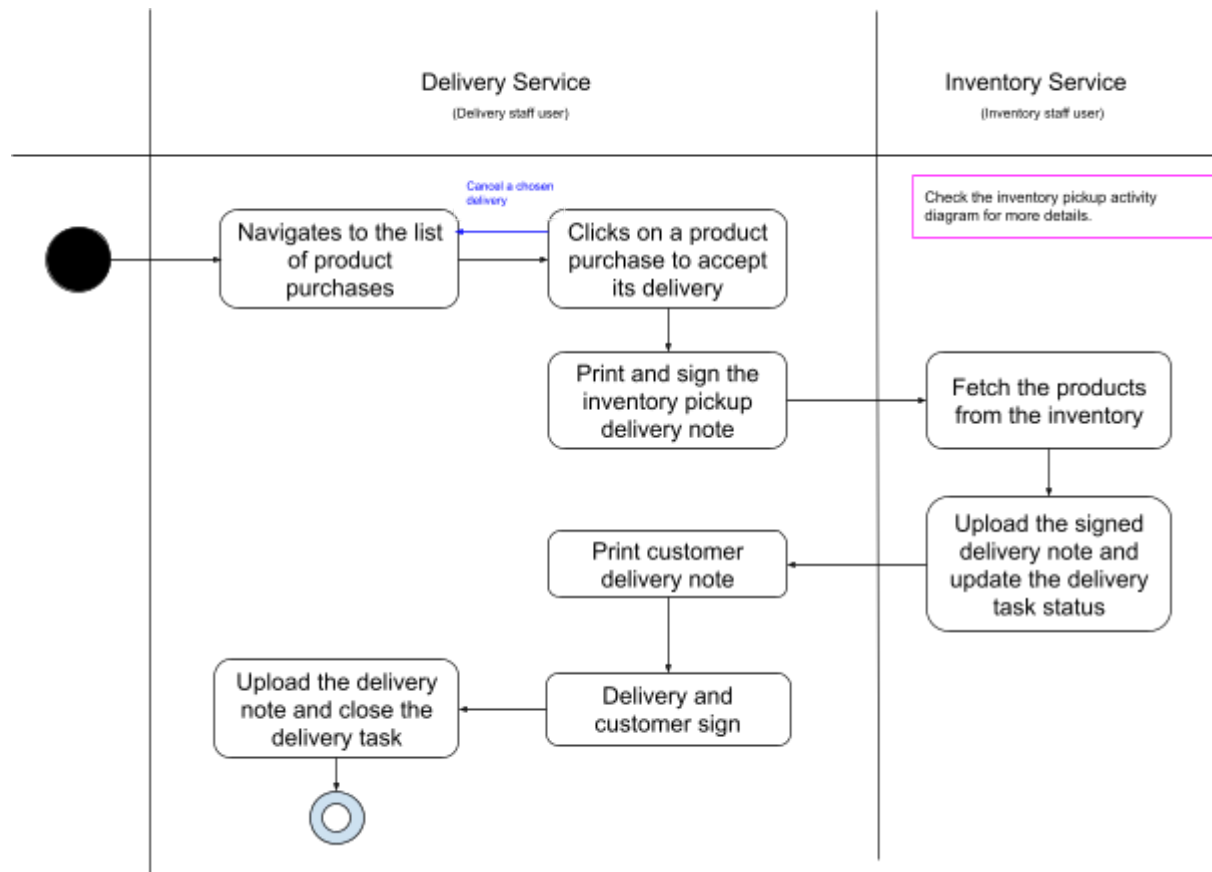 Delivery Service
(Delivery staff user)
Inventory Service
(Inventory staff user)
Cancel a chosen
delivery
Check the inventory pickup activity
diagram for more details.
Navigates to the list
of product
purchases
Clicks on a product
purchase to accept
its delivery
Print and sign the
inventory pickup
delivery note
Fetch the products
from the inventory
Upload the signed
delivery note and
update the delivery
task status
Print customer
delivery note
Delivery and
customer sign
Upload the delivery
note and close the
delivery task